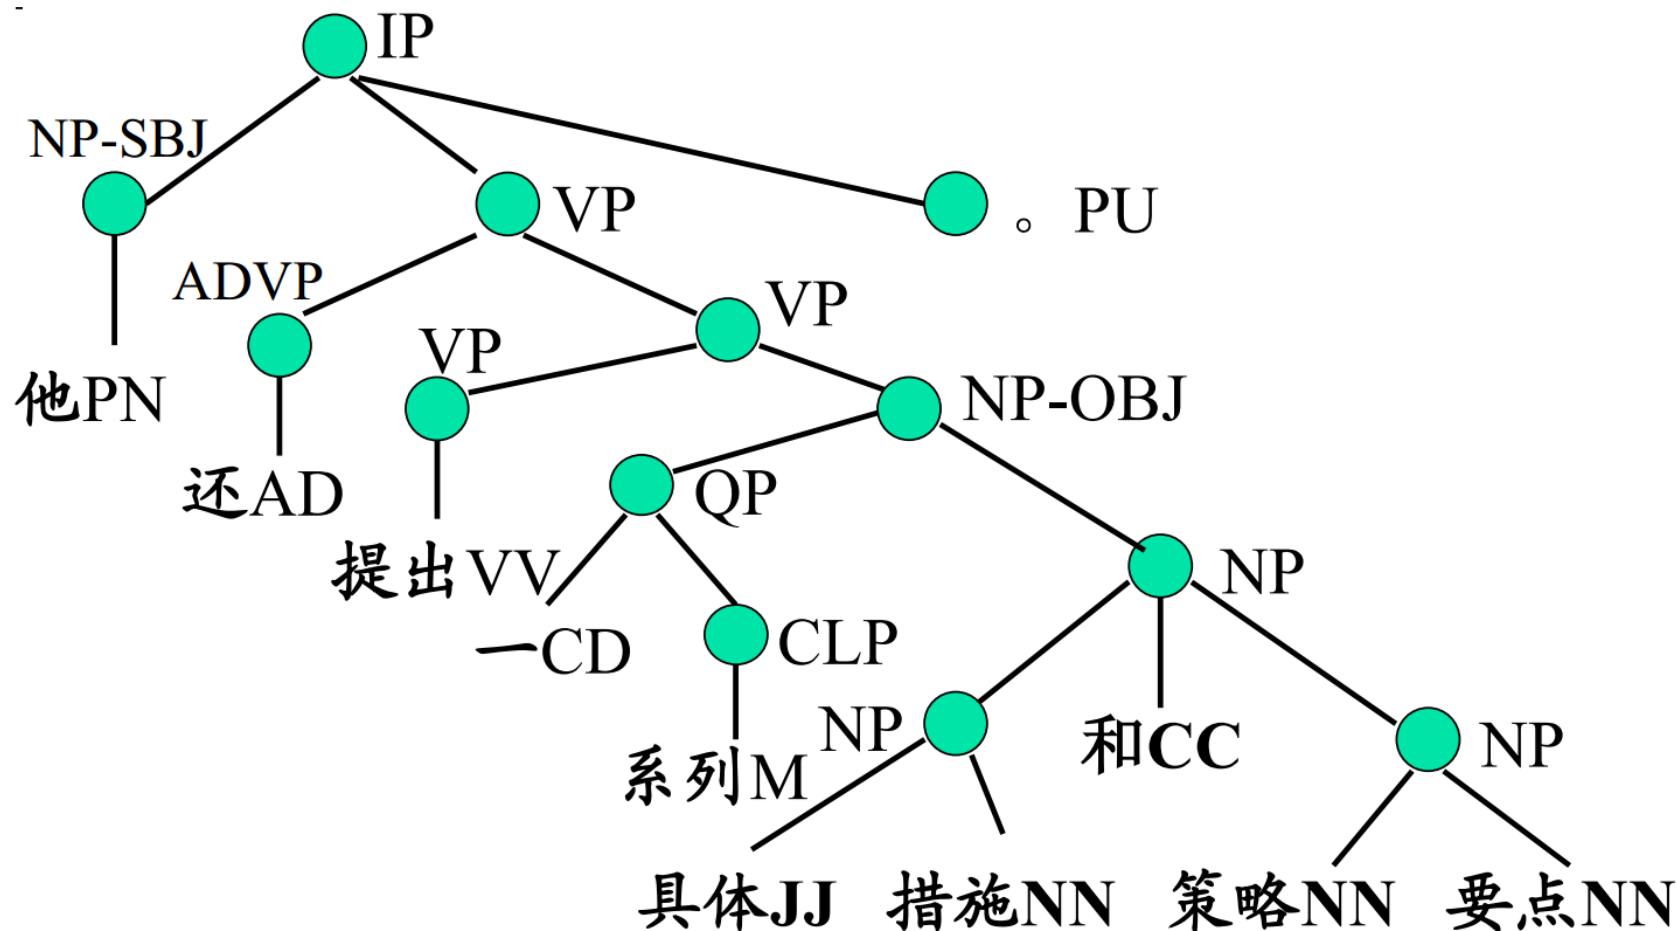 IP
NP-SBJ
VP
。PU
ADVP
VP
VP
NP-OBJ
他PN
还AD
QP
提出VV
NP
一CD
CLP
NP
和CC
NP
系列M
具体JJ 措施NN 策略NN 要点NN